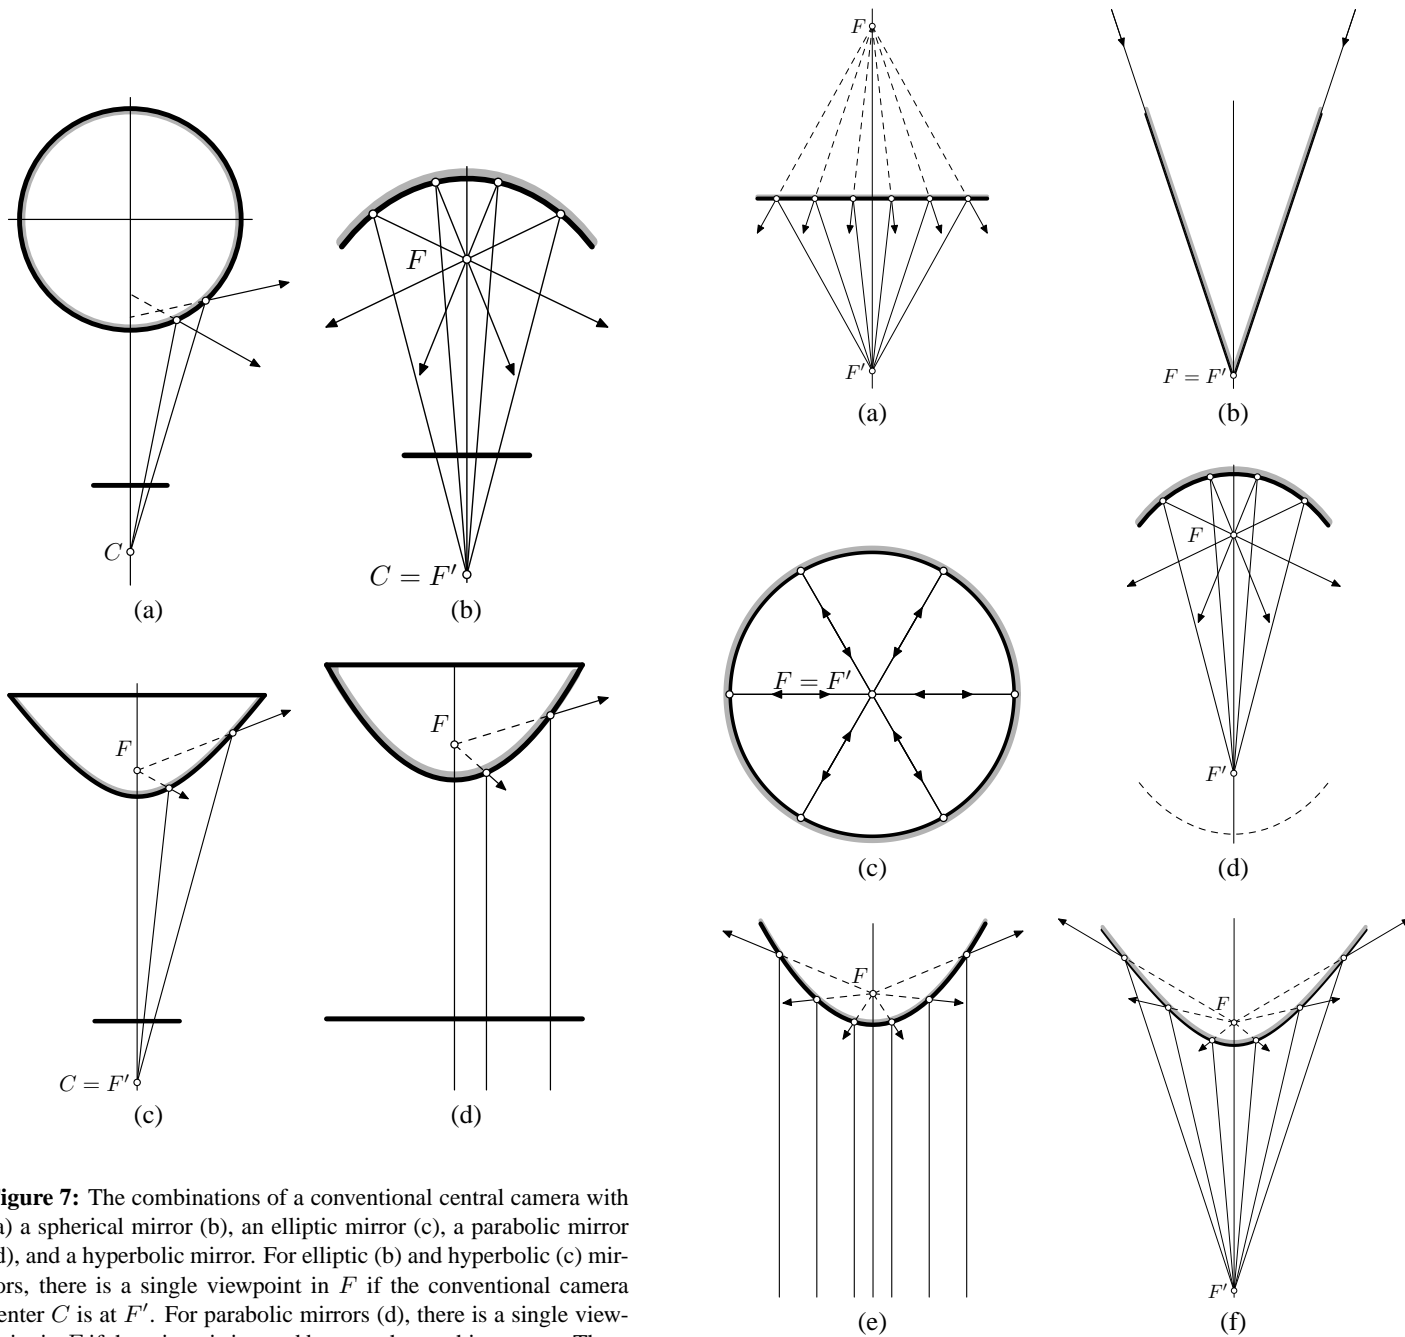 C
(a)
F
C = F′
(b)
F
C = F′
(c)
F
(d)
igure 7: The combinations of a conventional central camera with
a) a spherical mirror (b), an elliptic mirror (c), a parabolic mirror
d), and a hyperbolic mirror. For elliptic (b) and hyperbolic (c) mir-
ors, there is a single viewpoint in F if the conventional camera
enter C is at F′. For parabolic mirrors (d), there is a single view-
F
F′
(a)
F = F′
(b)
F = F′
(c)
F
F′
(d)
F
(e)
F
F′
(f)